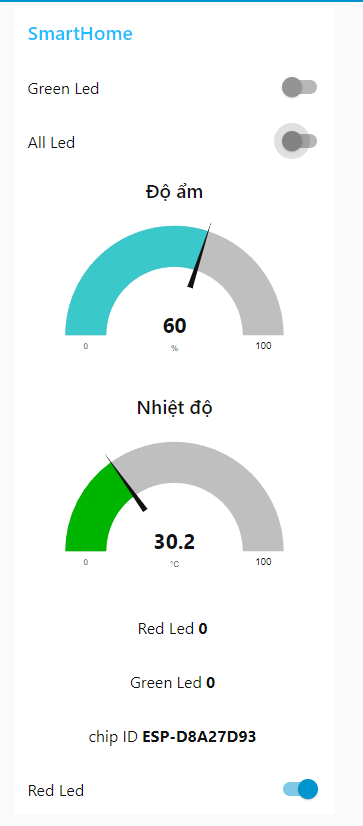 SmartHome
Green Led
All Led
Độ ẩm
60
0 % 100
Nhiệt độ
30.2
0 °C 100
Red Led 0
Green Led 0
chip ID ESP-D8A27D93
Red Led